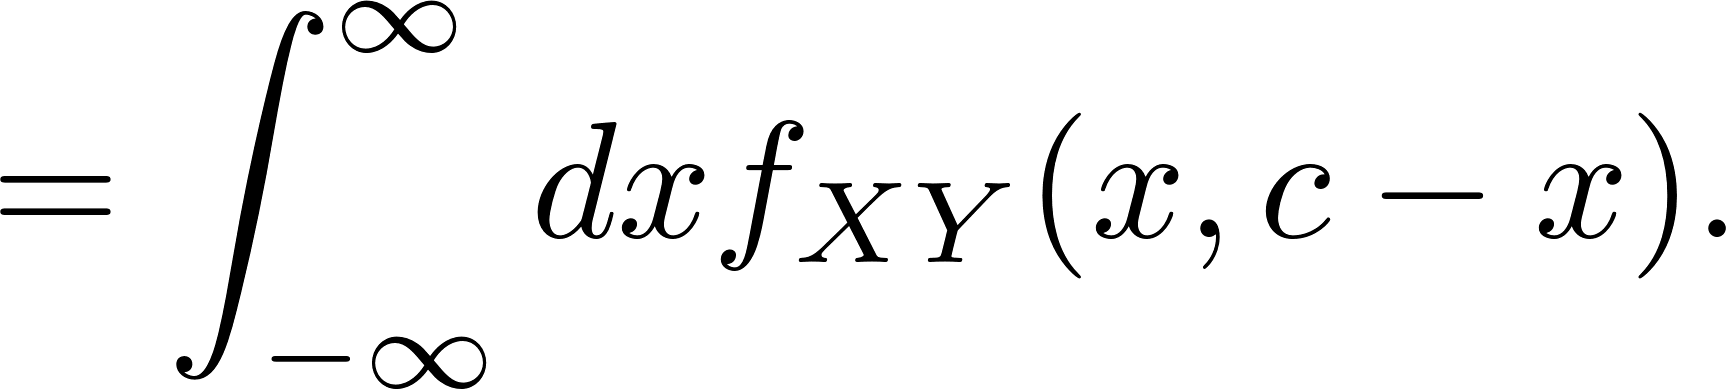 = ∫_{-∞}^{∞} dx f_{XY}(x, c − x).